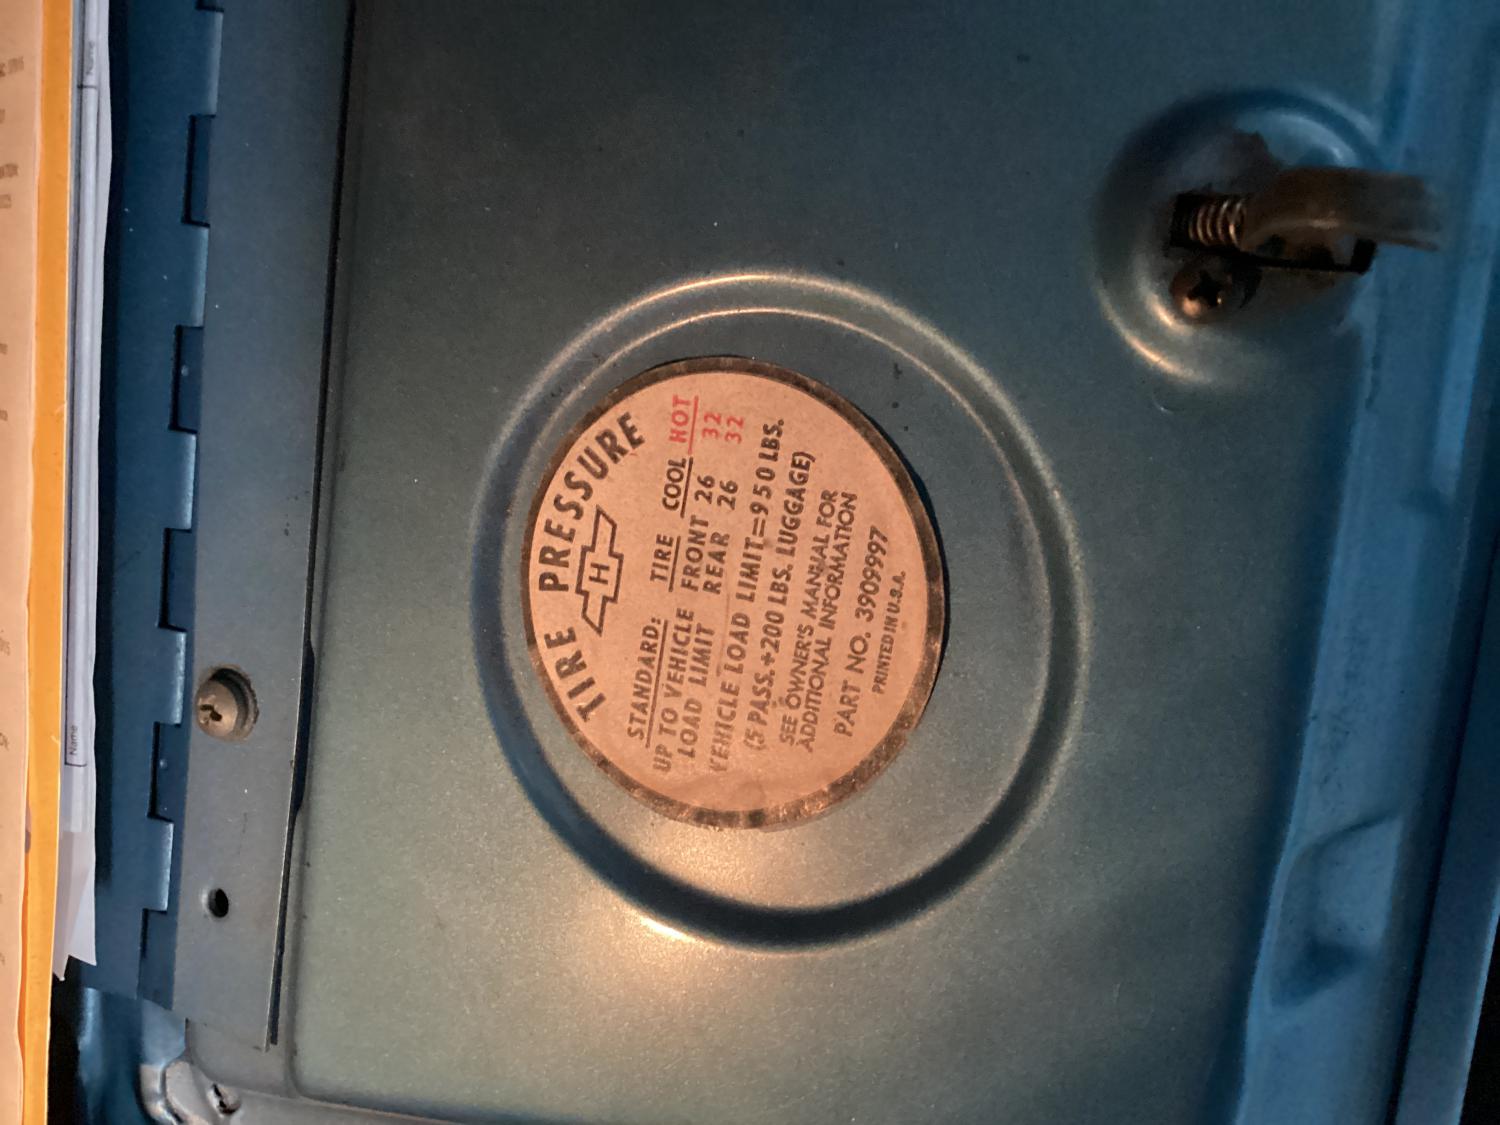 TIRE PRESSURE
H
STANDARD: TIRE COOL HOT
UP TO VEHICLE FRONT 26 32
LOAD LIMIT REAR 26 32
VEHICLE LOAD LIMIT=950 LBS.
(5 PASS.+200 LBS. LUGGAGE)
SEE OWNER'S MANUAL FOR
ADDITIONAL INFORMATION
PART NO. 3909997
PRINTED IN U.S.A.
Name
Name